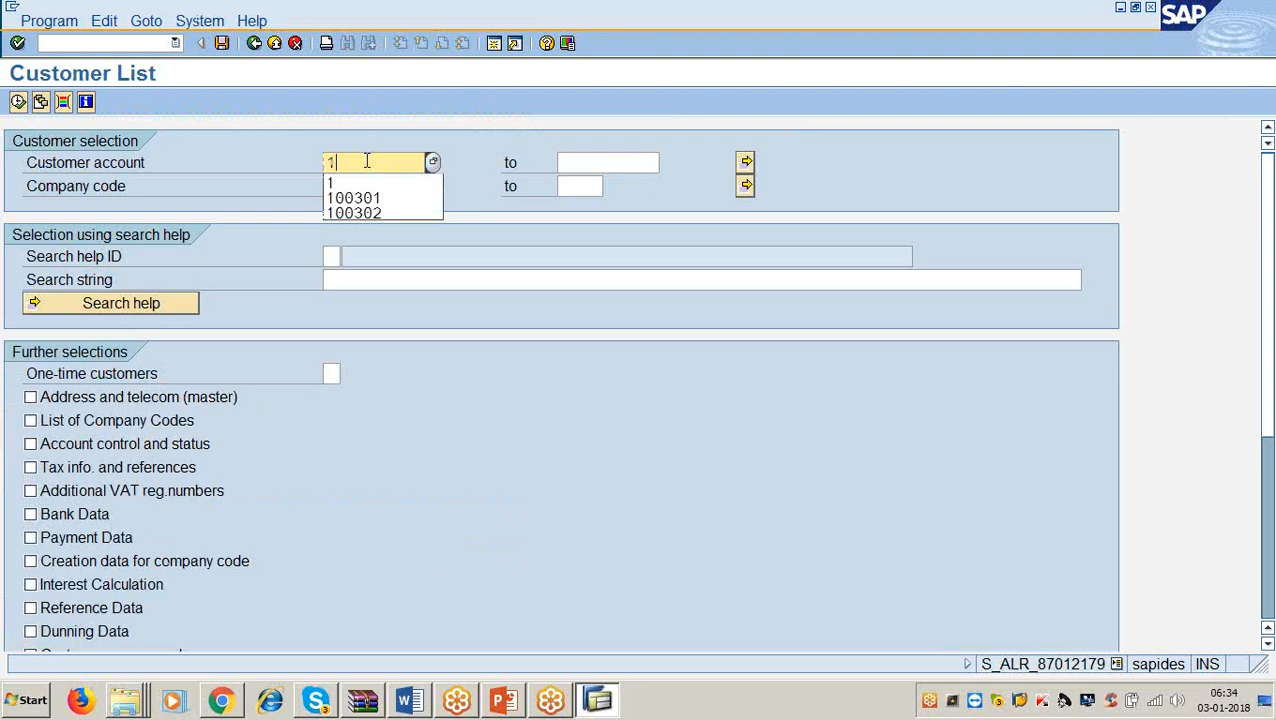 Program Edit Goto System Help
SAP
Customer List
Customer selection
Customer account 1 to
1
100301
100302
Company code to
Selection using search help
Search help ID
Search string
Search help
Further selections
One-time customers
Address and telecom (master)
List of Company Codes
Account control and status
Tax info. and references
Additional VAT reg.numbers
Bank Data
Payment Data
Creation data for company code
Interest Calculation
Reference Data
Dunning Data
S_ALR_87012179 sapides INS
Start 06:34
03-01-2018